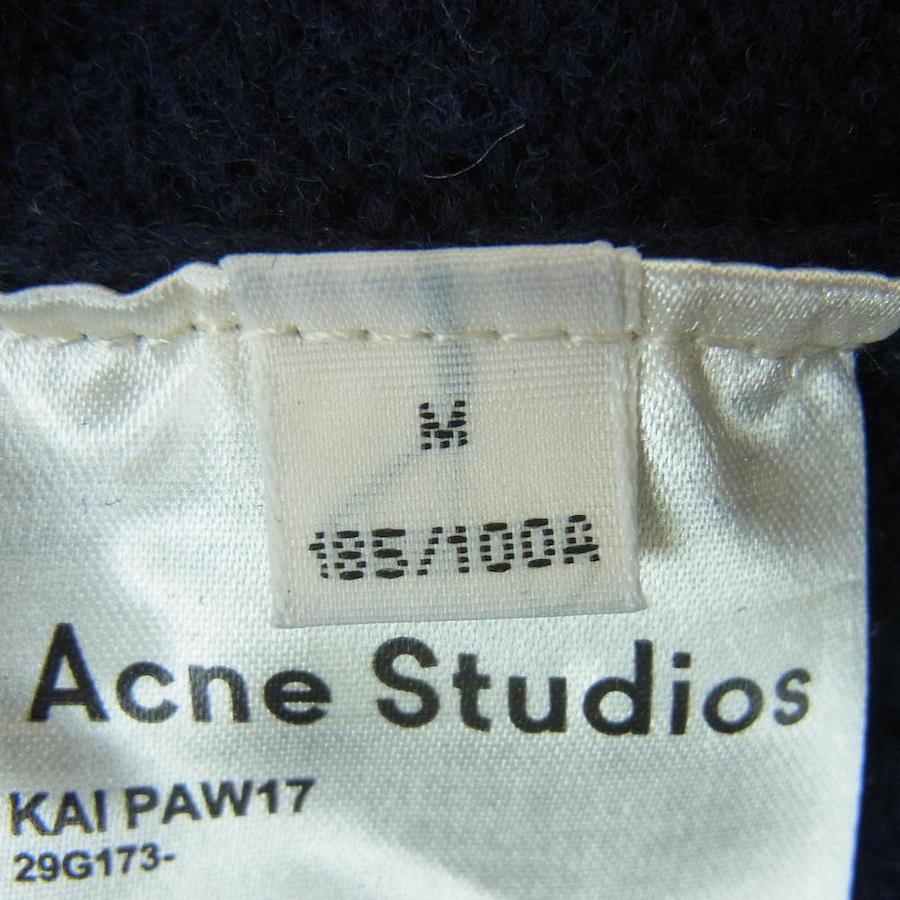 M
185/100A
Acne Studios
KAI PAW17
29G173-